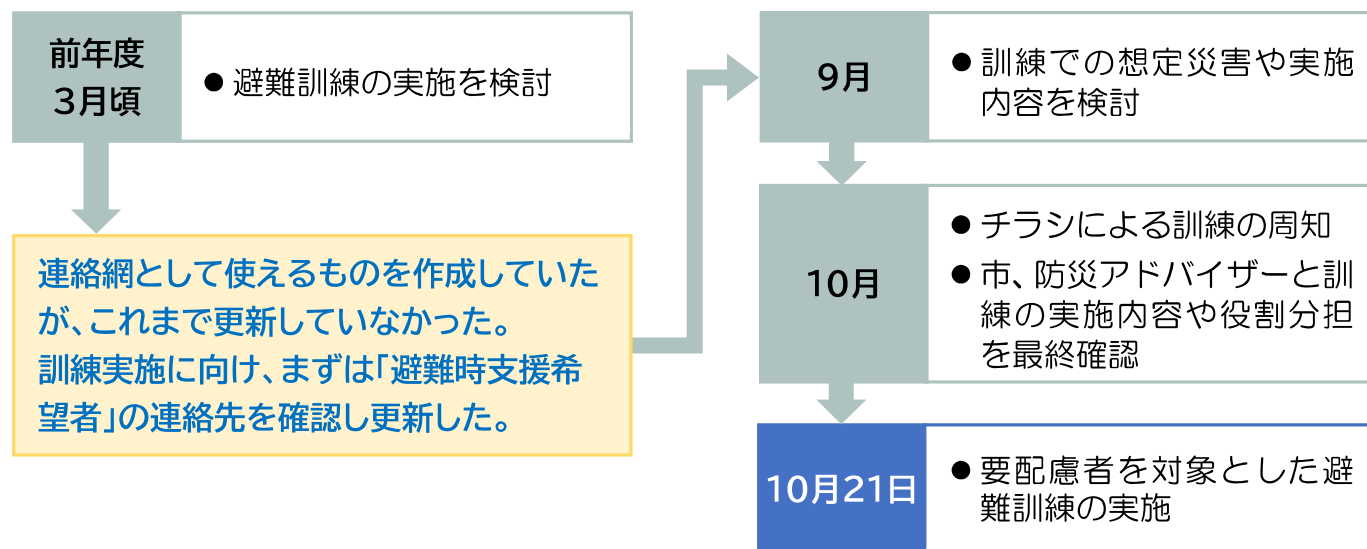 前年度
3月頃
● 避難訓練の実施を検討
連絡網として使えるものを作成していた
が、これまで更新していなかった。
訓練実施に向け、まずは「避難時支援希
望者」の連絡先を確認し更新した。
9月
● 訓練での想定災害や実施
内容を検討
10月
● チラシによる訓練の周知
● 市、防災アドバイザーと訓
練の実施内容や役割分担
を最終確認
10月21日
● 要配慮者を対象とした避
難訓練の実施